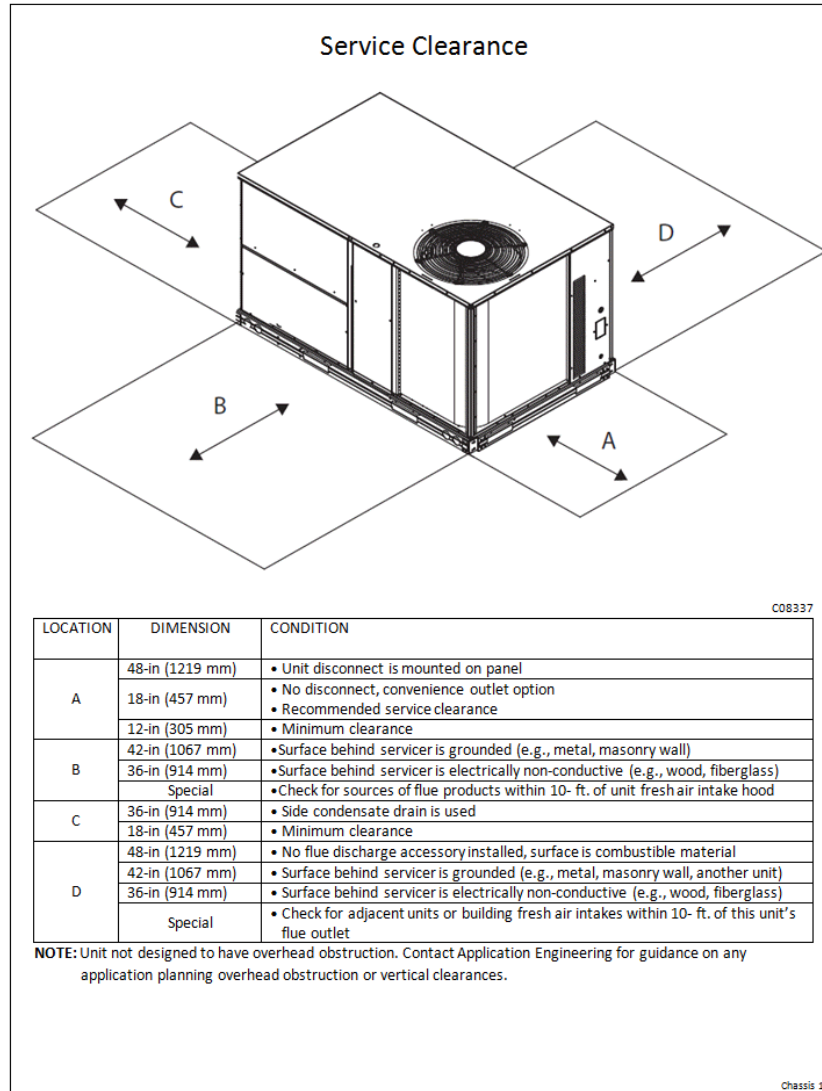 Service Clearance
C
D
B
A
C08337
LOCATION DIMENSION CONDITION
A
48-in (1219 mm) • Unit disconnect is mounted on panel
18-in (457 mm) • No disconnect, convenience outlet option
• Recommended service clearance
12-in (305 mm) • Minimum clearance
B
42-in (1067 mm) •Surface behind servicer is grounded (e.g., metal, masonry wall)
36-in (914 mm) •Surface behind servicer is electrically non-conductive (e.g., wood, fiberglass)
Special •Check for sources of flue products within 10- ft. of unit fresh air intake hood
C
36-in (914 mm) • Side condensate drain is used
18-in (457 mm) • Minimum clearance
D
48-in (1219 mm) • No flue discharge accessory installed, surface is combustible material
42-in (1067 mm) • Surface behind servicer is grounded (e.g., metal, masonry wall, another unit)
36-in (914 mm) • Surface behind servicer is electrically non-conductive (e.g., wood, fiberglass)
Special • Check for adjacent units or building fresh air intakes within 10- ft. of this unit's
flue outlet
NOTE: Unit not designed to have overhead obstruction. Contact Application Engineering for guidance on any
application planning overhead obstruction or vertical clearances.
Chassis 1